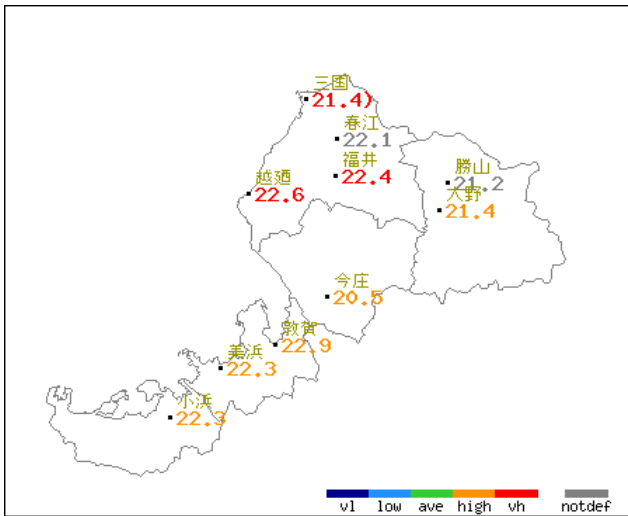 三国
21.4)
春江
22.1
福井
22.4
越廼
22.6
勝山
21.2
大野
21.4
今庄
20.5
敦賀
22.9
美浜
22.3
小浜
22.3
vl low ave high vh notdef